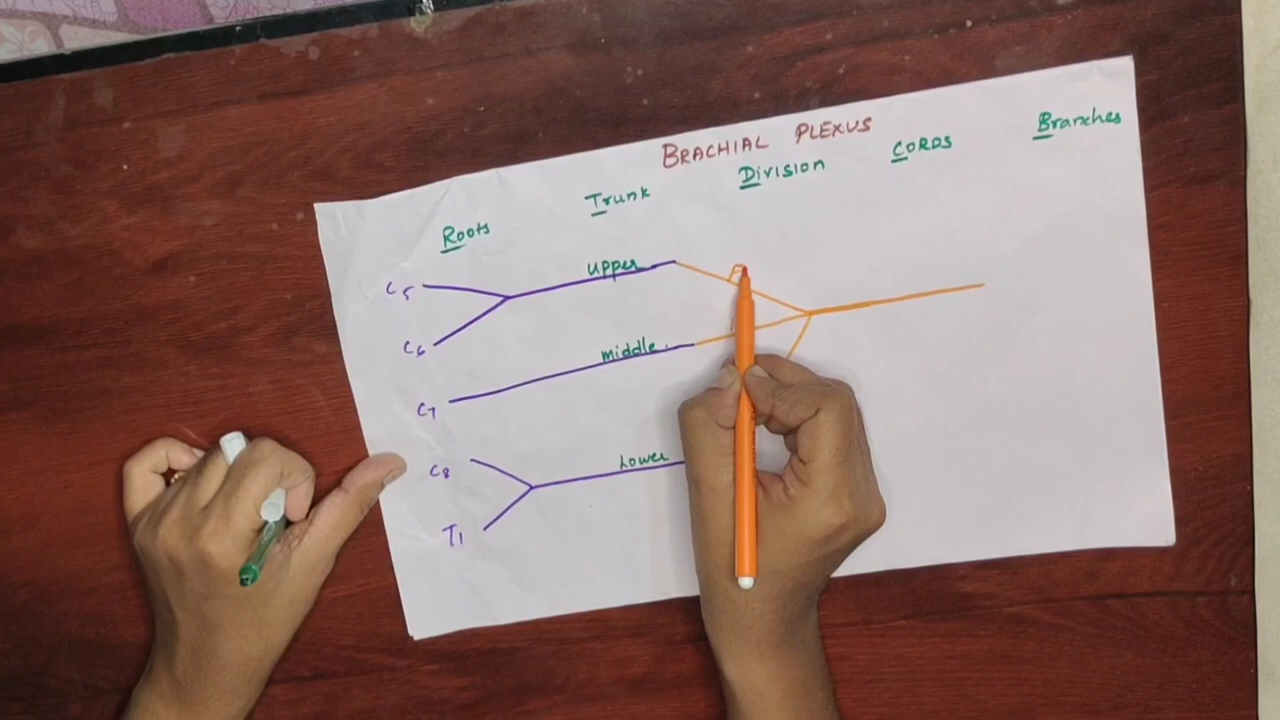 BRACHIAL PLEXUS
Roots Trunk Division CORDS Branches
C5
upper
C6
middle
C7
C8
Lower
T1